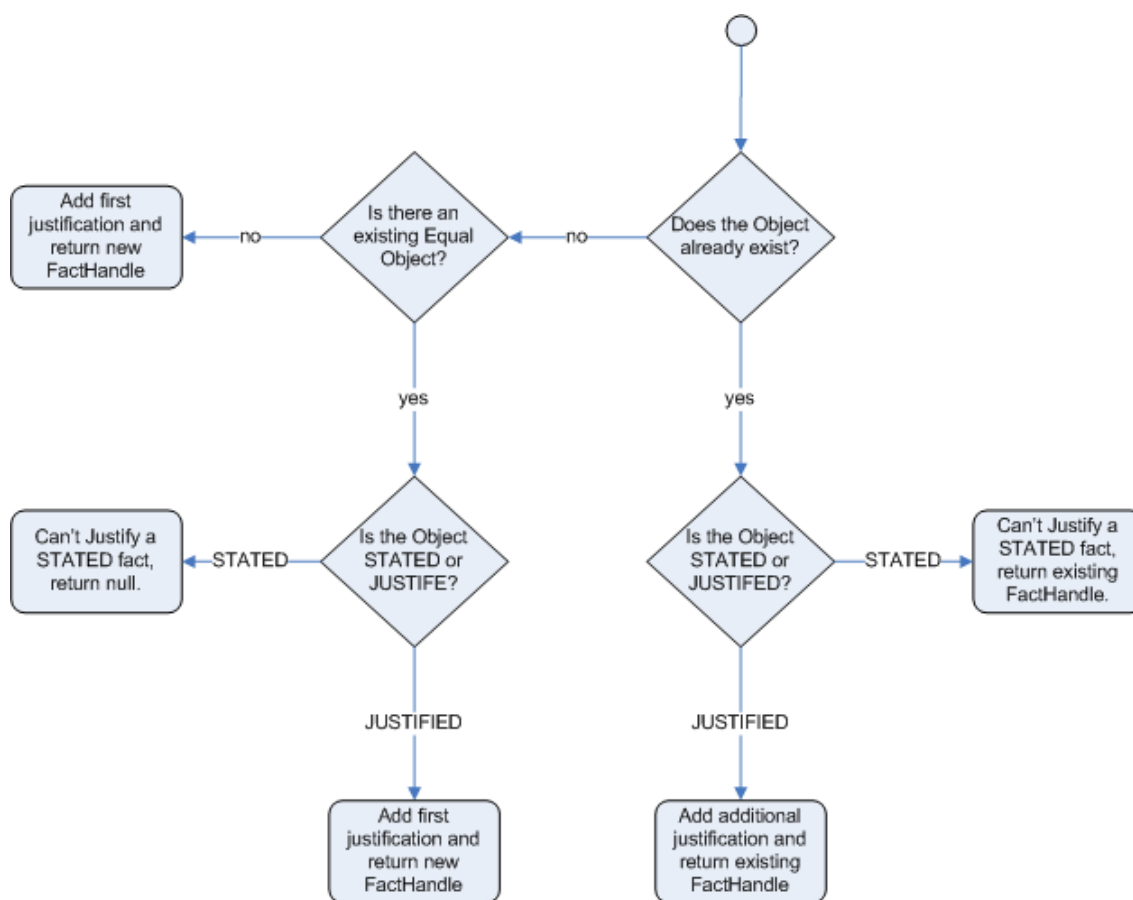 Does the Object
already exist?
no
Is there an
existing Equal
Object?
no
Add first
justification and
return new
FactHandle
yes
yes
Can't Justify a
STATED fact,
return null.
STATED
Is the Object
STATED or
JUSTIFE?
Is the Object
STATED or
JUSTIFED?
STATED
Can't Justify a
STATED fact,
return existing
FactHandle.
JUSTIFIED
JUSTIFIED
Add first
justification and
return new
FactHandle
Add additional
justification and
return existing
FactHandle